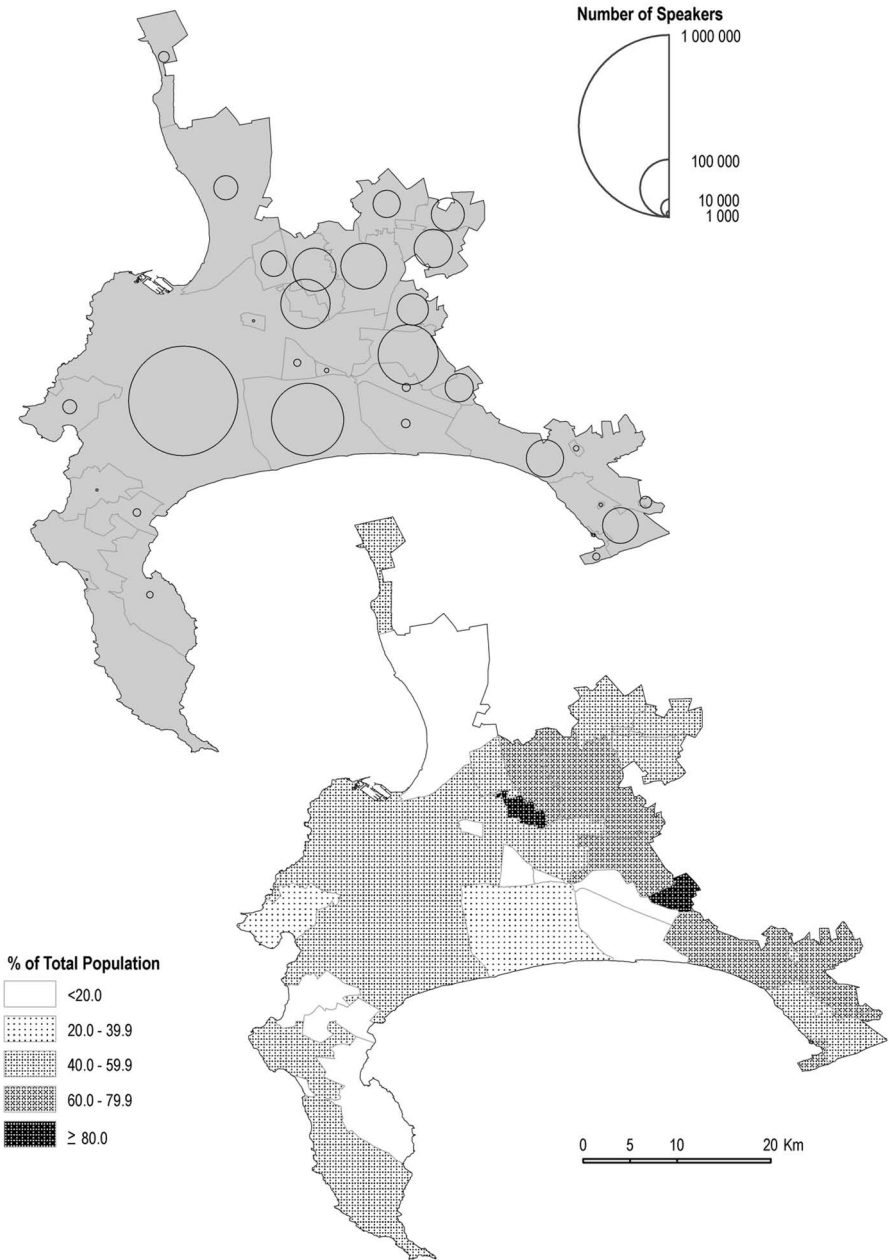 Number of Speakers
1 000 000
100 000
10 000
1 000
% of Total Population
<20.0
20.0 - 39.9
40.0 - 59.9
60.0 - 79.9
≥ 80.0
0 5 10 20 Km